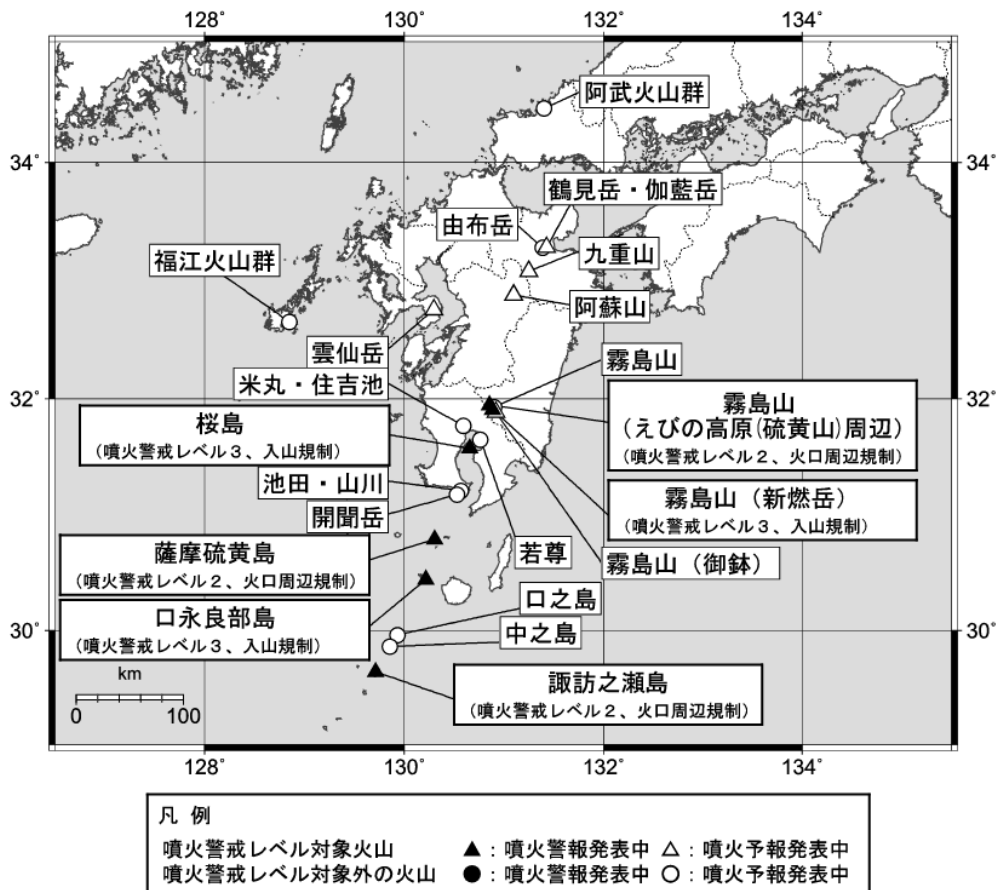 128°
130°
132°
134°
阿武火山群
34°
34°
鶴見岳・伽藍岳
由布岳
九重山
福江火山群
阿蘇山
雲仙岳
霧島山
米丸・住吉池
32°
32°
桜島
(噴火警戒レベル3、入山規制)
霧島山
(えびの高原(硫黄山)周辺)
(噴火警戒レベル2、火口周辺規制)
池田・山川
霧島山(新燃岳)
(噴火警戒レベル3、入山規制)
開聞岳
薩摩硫黄島
(噴火警戒レベル2、火口周辺規制)
若尊
霧島山(御鉢)
口永良部島
(噴火警戒レベル3、入山規制)
口之島
30°
30°
中之島
km
0
100
諏訪之瀬島
(噴火警戒レベル2、火口周辺規制)
128°
130°
132°
134°
凡 例
噴火警戒レベル対象火山 ▲:噴火警報発表中 △:噴火予報発表中
噴火警戒レベル対象外の火山 ●:噴火警報発表中 ○:噴火予報発表中